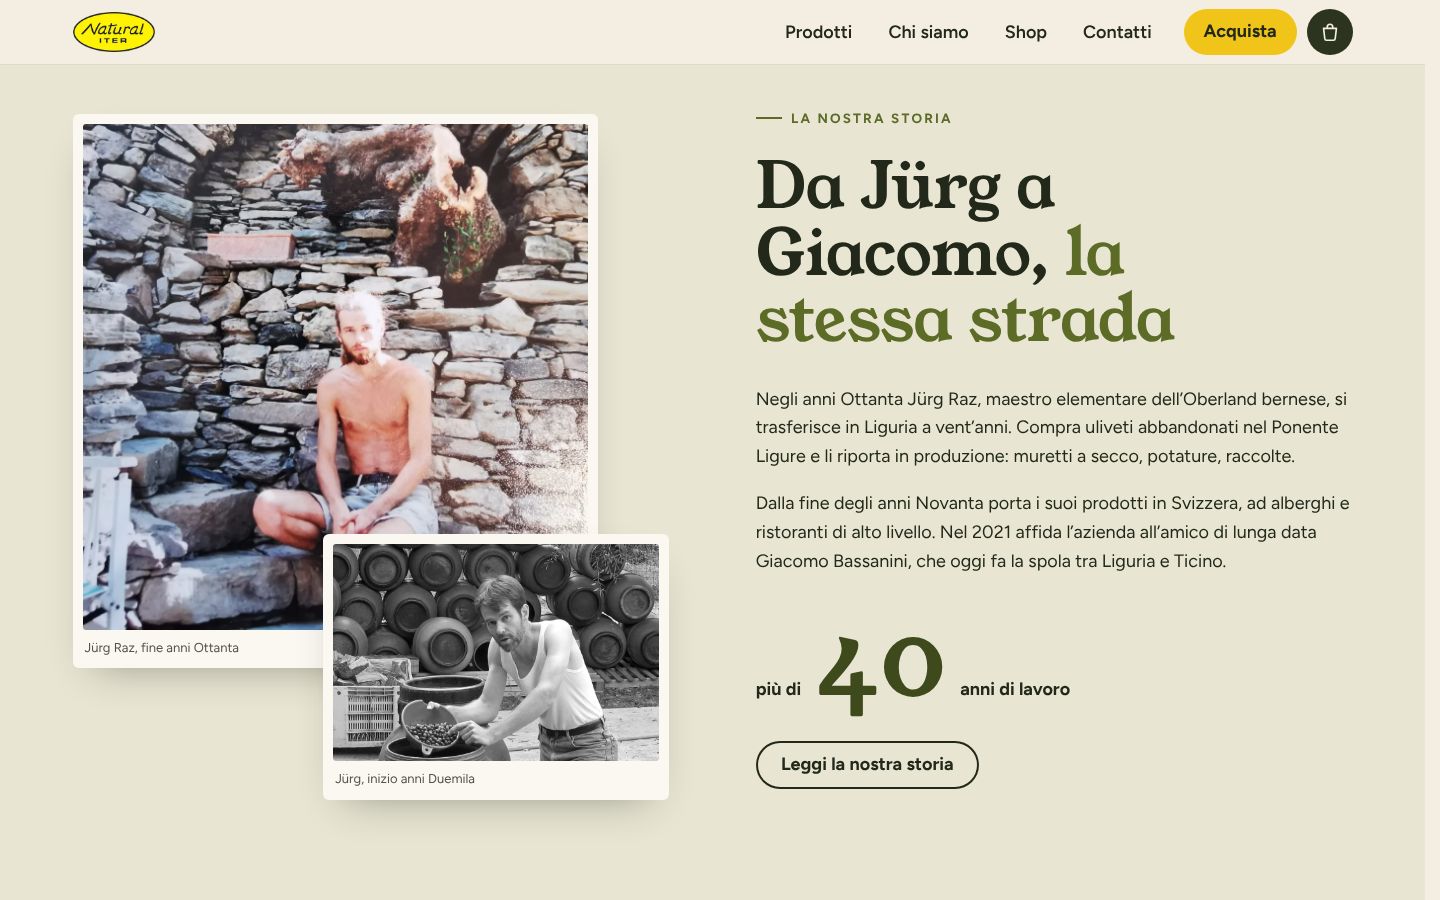 Natural
ITER
Prodotti
Chi siamo
Shop
Contatti
Acquista
LA NOSTRA STORIA
Da Jürg a
Giacomo, la
stessa strada
Negli anni Ottanta Jürg Raz, maestro elementare dell’Oberland bernese, si
trasferisce in Liguria a vent’anni. Compra uliveti abbandonati nel Ponente
Ligure e li riporta in produzione: muretti a secco, potature, raccolte.
Dalla fine degli anni Novanta porta i suoi prodotti in Svizzera, ad alberghi e
ristoranti di alto livello. Nel 2021 affida l’azienda all’amico di lunga data
Giacomo Bassanini, che oggi fa la spola tra Liguria e Ticino.
più di 40 anni di lavoro
Leggi la nostra storia
Jürg Raz, fine anni Ottanta
Jürg, inizio anni Duemila